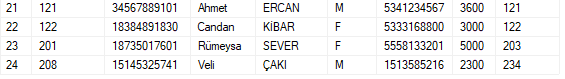 21 121 34567889101 Ahmet ERCAN M 5341234567 3600 121
22 122 18384891830 Candan KİBAR F 5333168800 3000 122
23 201 18735017601 Rümeysa SEVER F 5558133201 5000 203
24 208 15145325741 Veli ÇAKI M 1513585216 2300 234